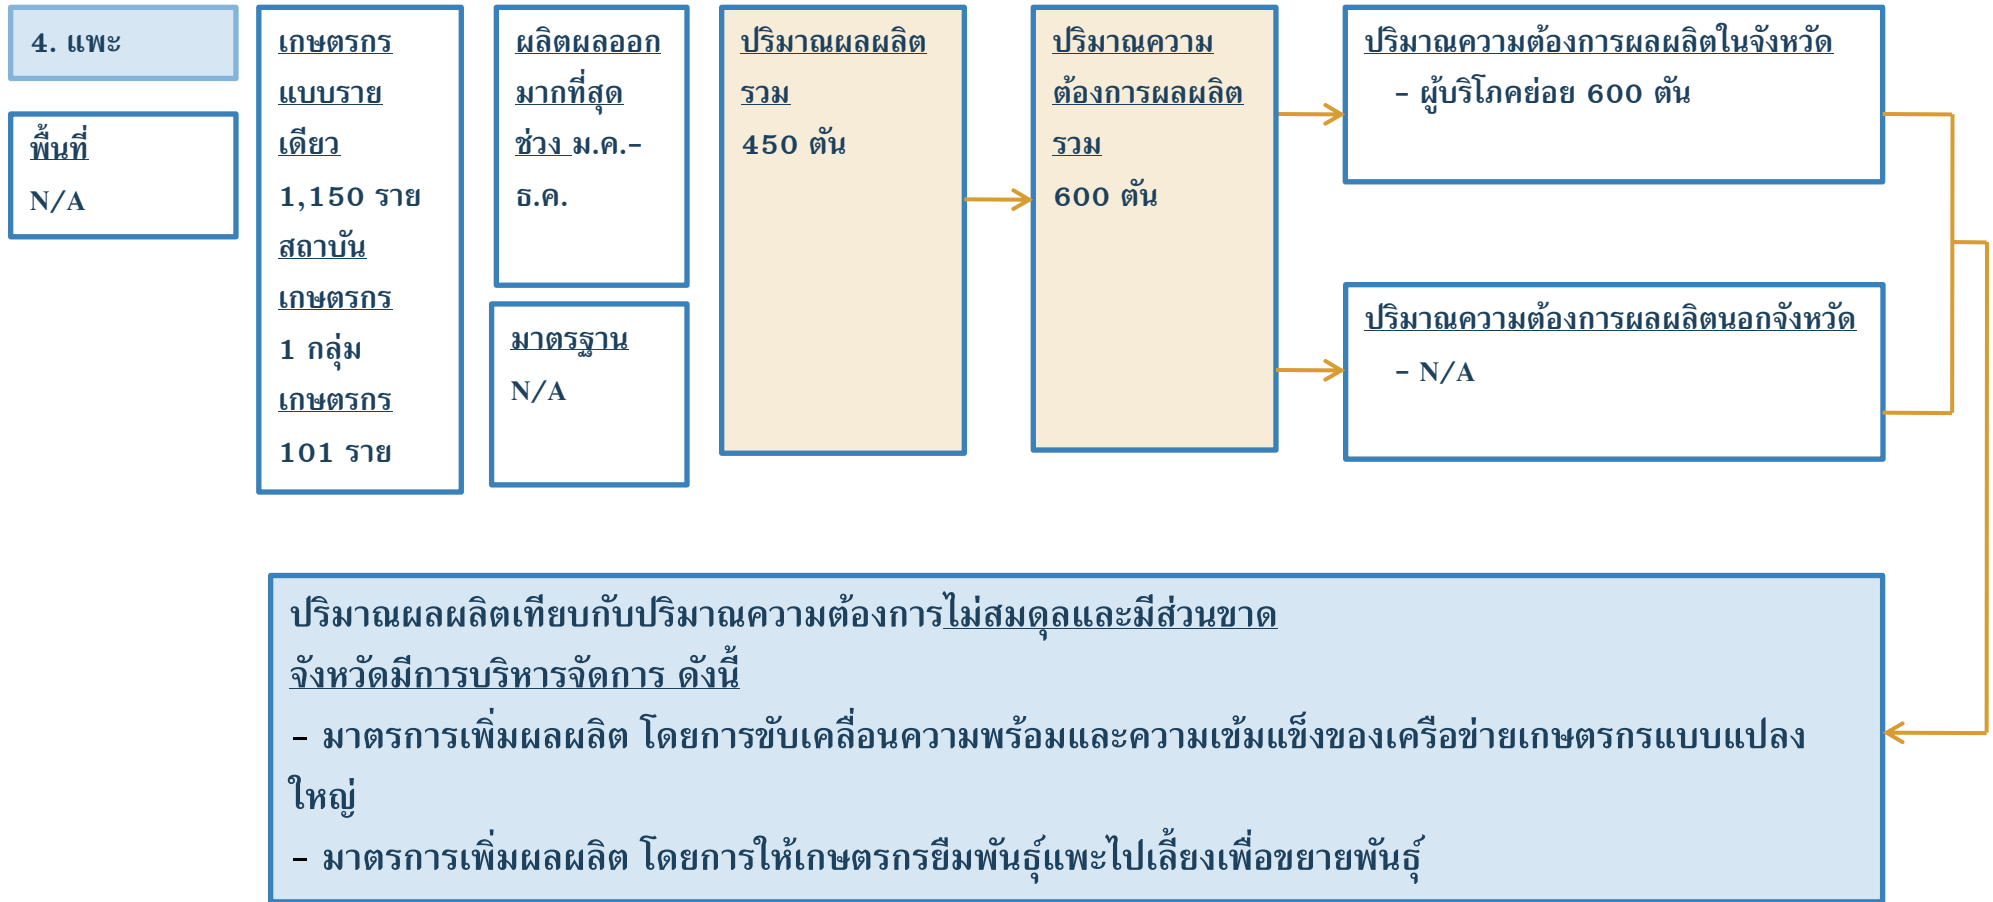 4. แพะ
พื้นที่
N/A
เกษตรกร
แบบราย
เดียว
1,150 ราย
สถาบัน
เกษตรกร
1 กลุ่ม
เกษตรกร
101 ราย
ผลิตผลออก
มากที่สุด
ช่วง ม.ค.-
ธ.ค.
มาตรฐาน
N/A
ปริมาณผลผลิต
รวม
450 ตัน
ปริมาณความ
ต้องการผลผลิต
รวม
600 ตัน
ปริมาณความต้องการผลผลิตในจังหวัด
- ผู้บริโภคย่อย 600 ตัน
ปริมาณความต้องการผลผลิตนอกจังหวัด
- N/A
ปริมาณผลผลิตเทียบกับปริมาณความต้องการไม่สมดุลและมีส่วนขาด
จังหวัดมีการบริหารจัดการ ดังนี้
- มาตรการเพิ่มผลผลิต โดยการขับเคลื่อนความพร้อมและความเข้มแข็งของเครือข่ายเกษตรกรแบบแปลง
ใหญ่
- มาตรการเพิ่มผลผลิต โดยการให้เกษตรกรยืมพันธุ์แพะไปเลี้ยงเพื่อขยายพันธุ์